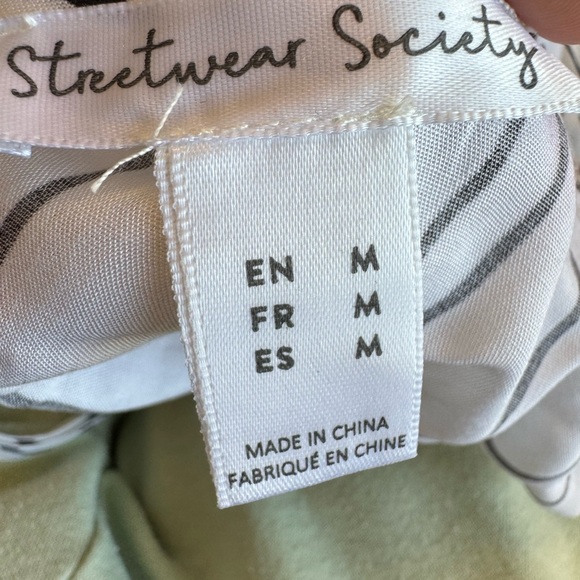 Streetwear Society
EN M
FR M
ES M
MADE IN CHINA
FABRIQUÉ EN CHINE